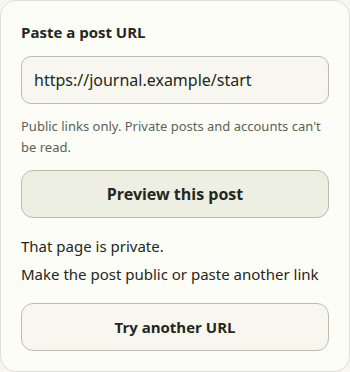 Paste a post URL
https://journal.example/start
Public links only. Private posts and accounts can't
be read.
Preview this post
That page is private.
Make the post public or paste another link
Try another URL